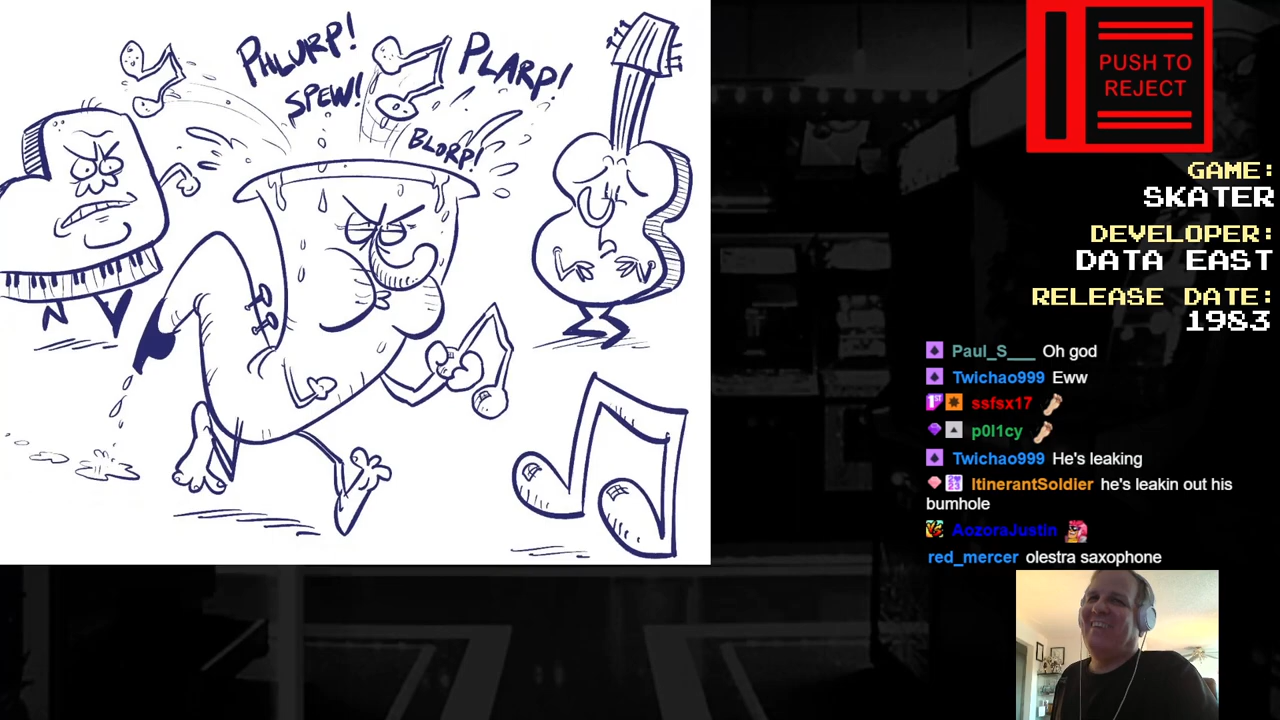 PHLURP!
SPEW!
PLARP!
BLORP!
PUSH TO
REJECT
GAME:
SKATER
DEVELOPER:
DATA EAST
RELEASE DATE:
1983
Paul_S___ Oh god
Twichao999 Eww
1ST ssfsx17
p0l1cy
Twichao999 He's leaking
ItinerantSoldier he's leakin out his
bumhole
AozoraJustin
red_mercer olestra saxophone